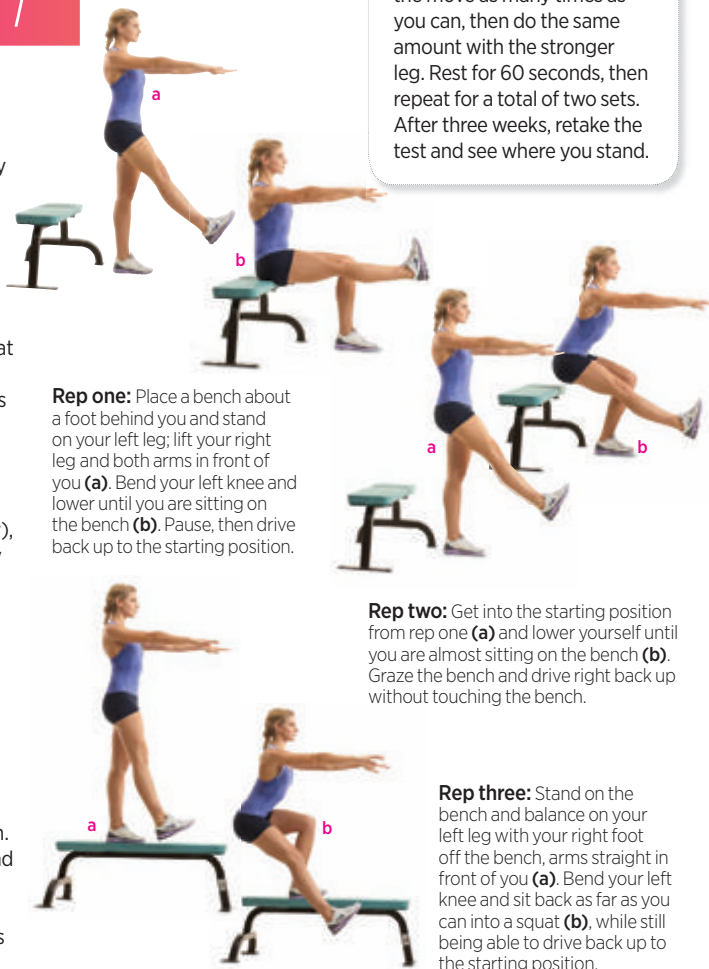 the move as many times as
you can, then do the same
amount with the stronger
leg. Rest for 60 seconds, then
repeat for a total of two sets.
After three weeks, retake the
test and see where you stand.
a
b
y
at
s
),
Rep one: Place a bench about
a foot behind you and stand
on your left leg; lift your right
leg and both arms in front of
you (a). Bend your left knee and
lower until you are sitting on
the bench (b). Pause, then drive
back up to the starting position.
a
b
Rep two: Get into the starting position
from rep one (a) and lower yourself until
you are almost sitting on the bench (b).
Graze the bench and drive right back up
without touching the bench.
a
b
s
Rep three: Stand on the
bench and balance on your
left leg with your right foot
off the bench, arms straight in
front of you (a). Bend your left
knee and sit back as far as you
can into a squat (b), while still
being able to drive back up to
the starting position.